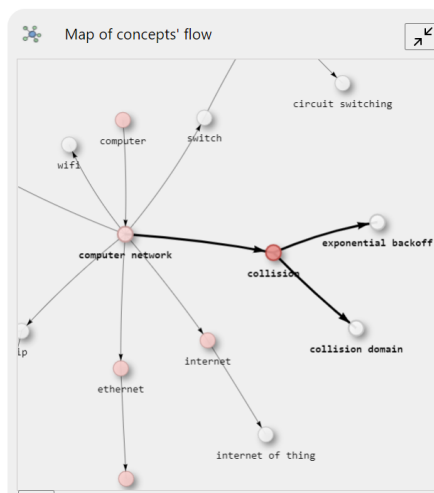 Map of concepts' flow
circuit switching
computer
switch
wifi
exponential backoff
computer network
collision
ip
collision domain
internet
ethernet
internet of thing